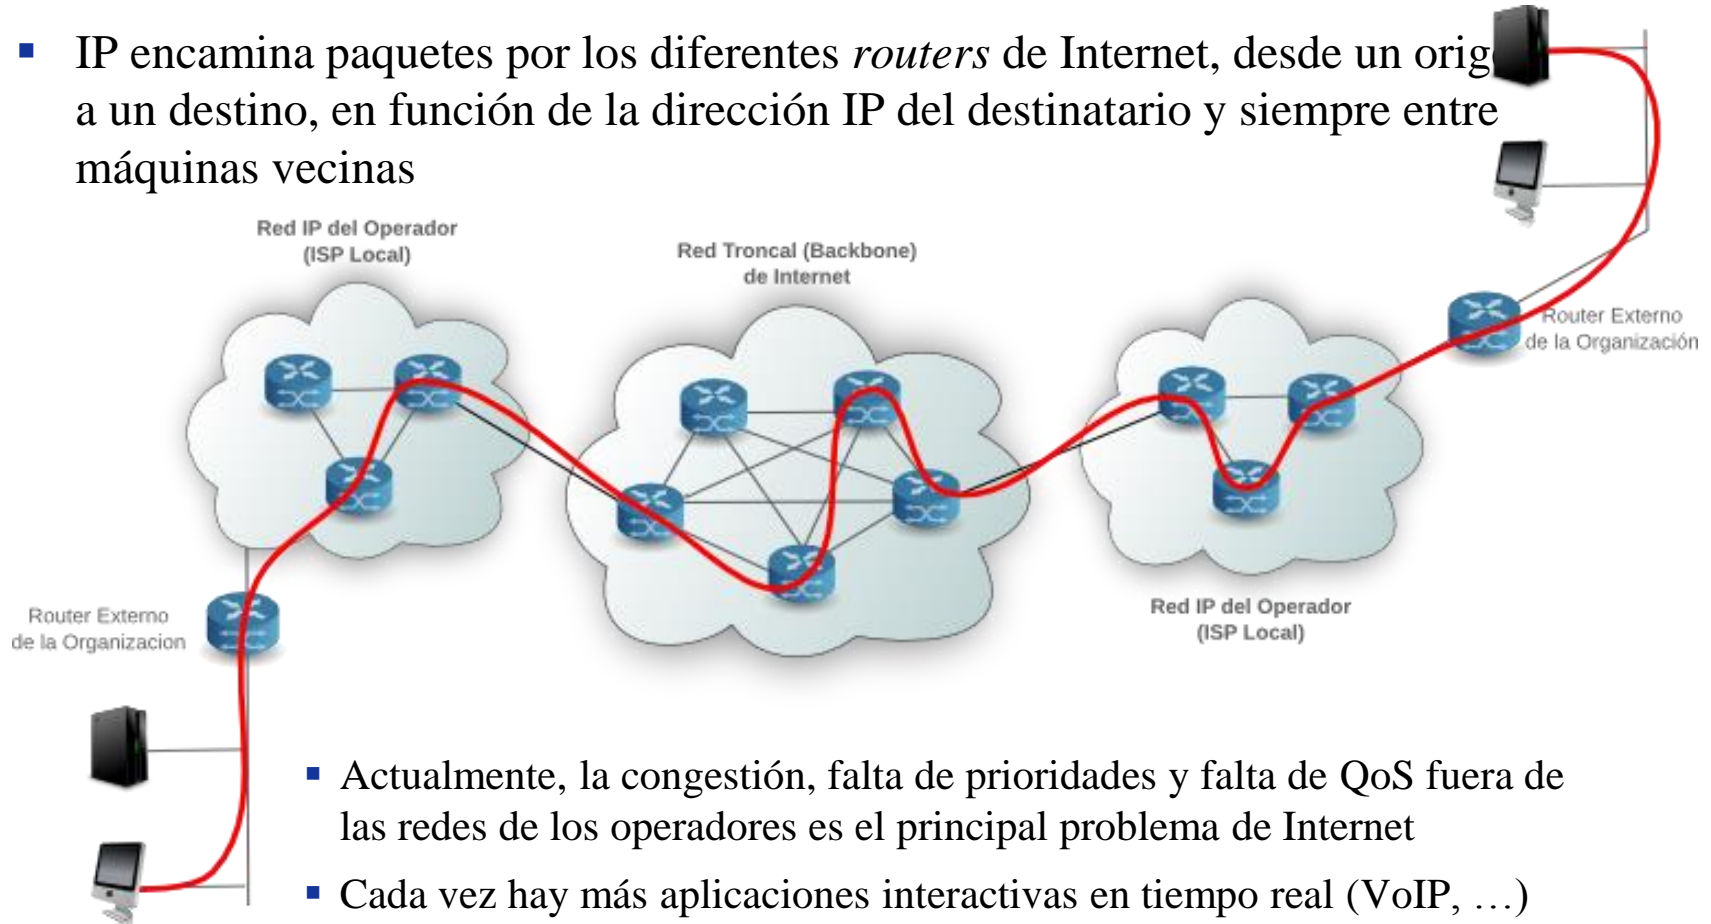 IP encamina paquetes por los diferentes routers de Internet, desde un orig
a un destino, en función de la dirección IP del destinatario y siempre entre
máquinas vecinas
Red IP del Operador
(ISP Local)
Red Troncal (Backbone)
de Internet
Router Externo
de la Organización
Red IP del Operador
(ISP Local)
Router Externo
de la Organizacion
Actualmente, la congestión, falta de prioridades y falta de QoS fuera de
las redes de los operadores es el principal problema de Internet
Cada vez hay más aplicaciones interactivas en tiempo real (VoIP, …)